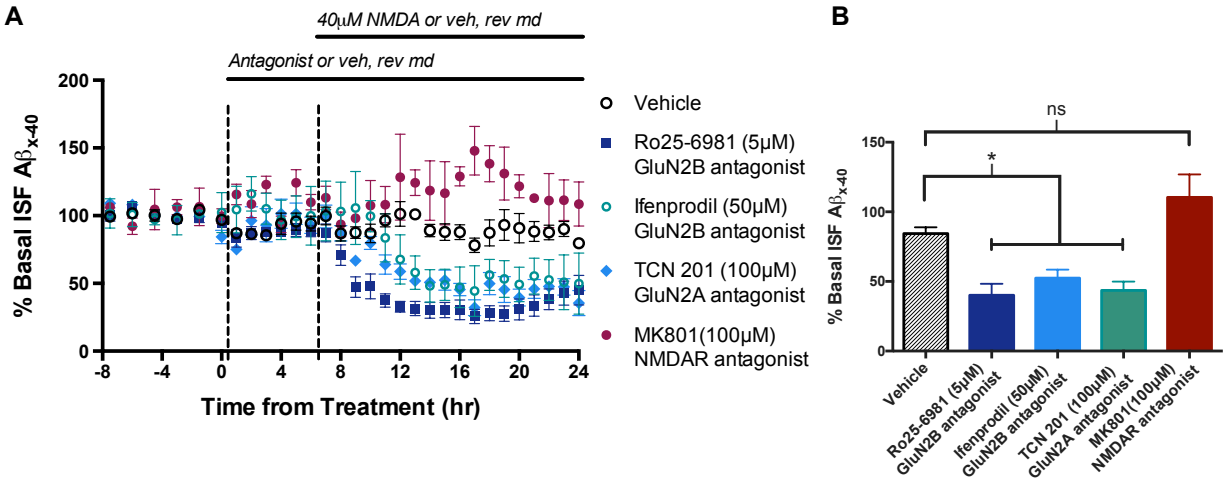 A
40μM NMDA or veh, rev md
Antagonist or veh, rev md
% Basal ISF Aβx-40
200
150
100
50
0
-8
-4
0
4
8
12
16
20
24
Time from Treatment (hr)
Vehicle
Ro25-6981 (5μM)
GluN2B antagonist
Ifenprodil (50μM)
GluN2B antagonist
TCN 201 (100μM)
GluN2A antagonist
MK801(100μM)
NMDAR antagonist
B
ns
*
% Basal ISF Aβx-40
150
100
50
0
Vehicle
Ro25-6981 (5μM)
GluN2B antagonist
Ifenprodil (50μM)
GluN2B antagonist
TCN 201 (100μM)
GluN2A antagonist
MK801(100μM)
NMDAR antagonist